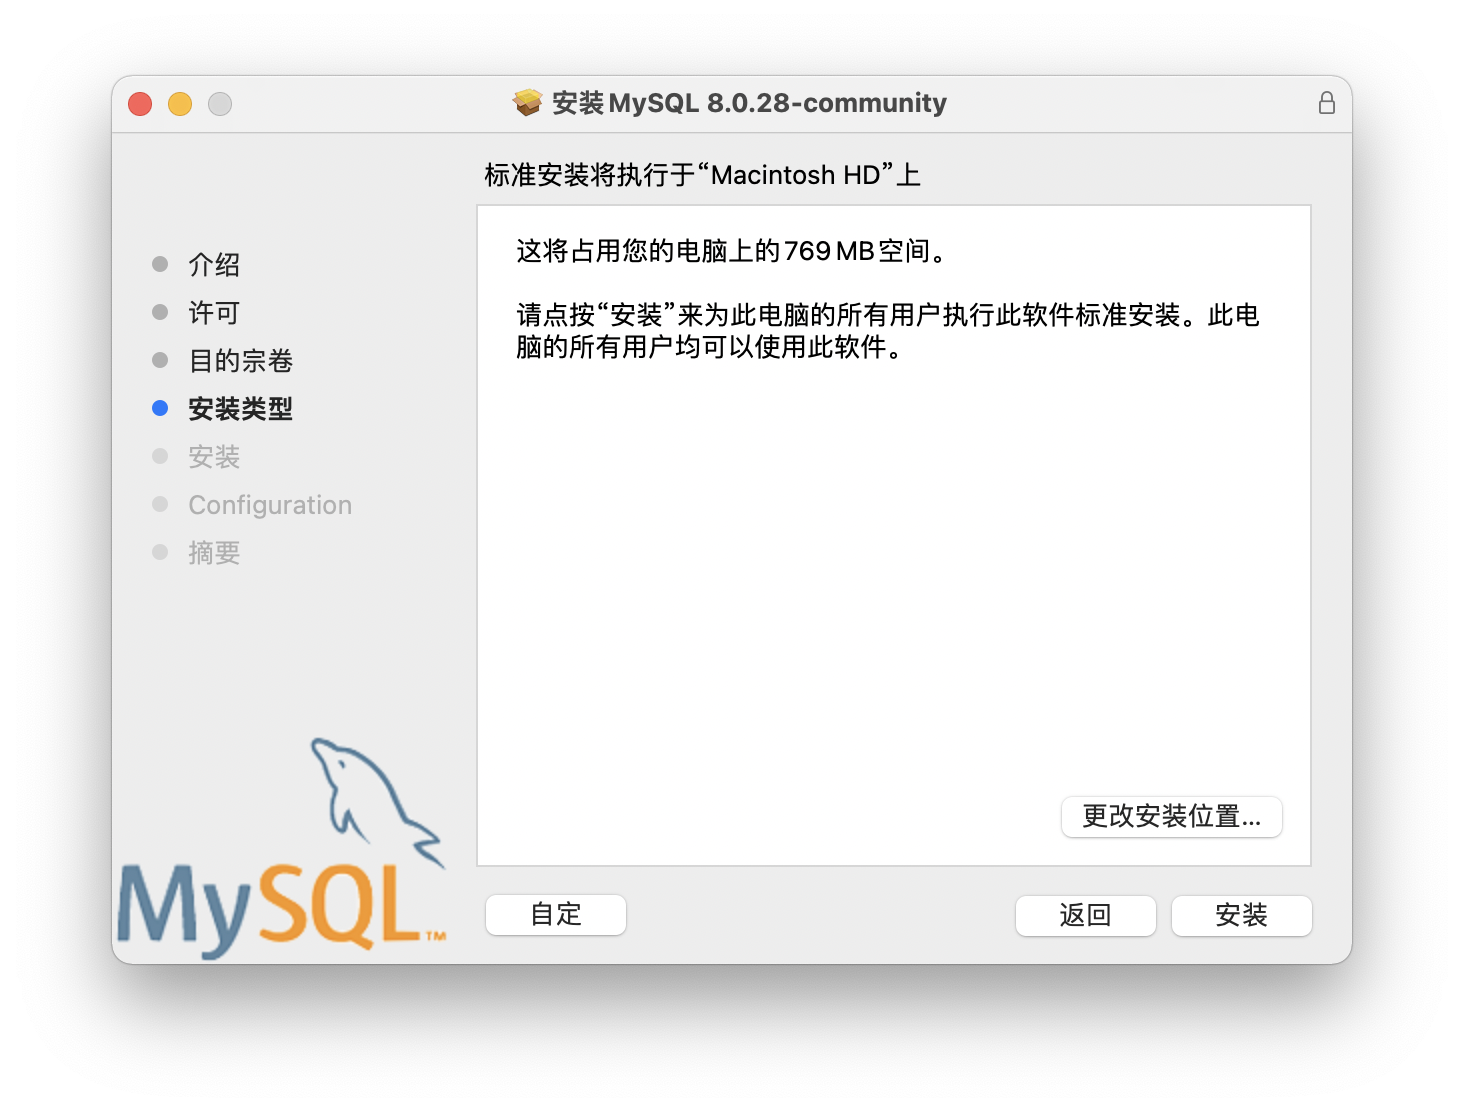 安装 MySQL 8.0.28-community
标准安装将执行于“Macintosh HD”上
介绍
许可
目的宗卷
安装类型
安装
Configuration
摘要
这将占用您的电脑上的 769 MB 空间。
请点按“安装”来为此电脑的所有用户执行此软件标准安装。此电
脑的所有用户均可以使用此软件。
更改安装位置...
MySQL™
自定
返回
安装